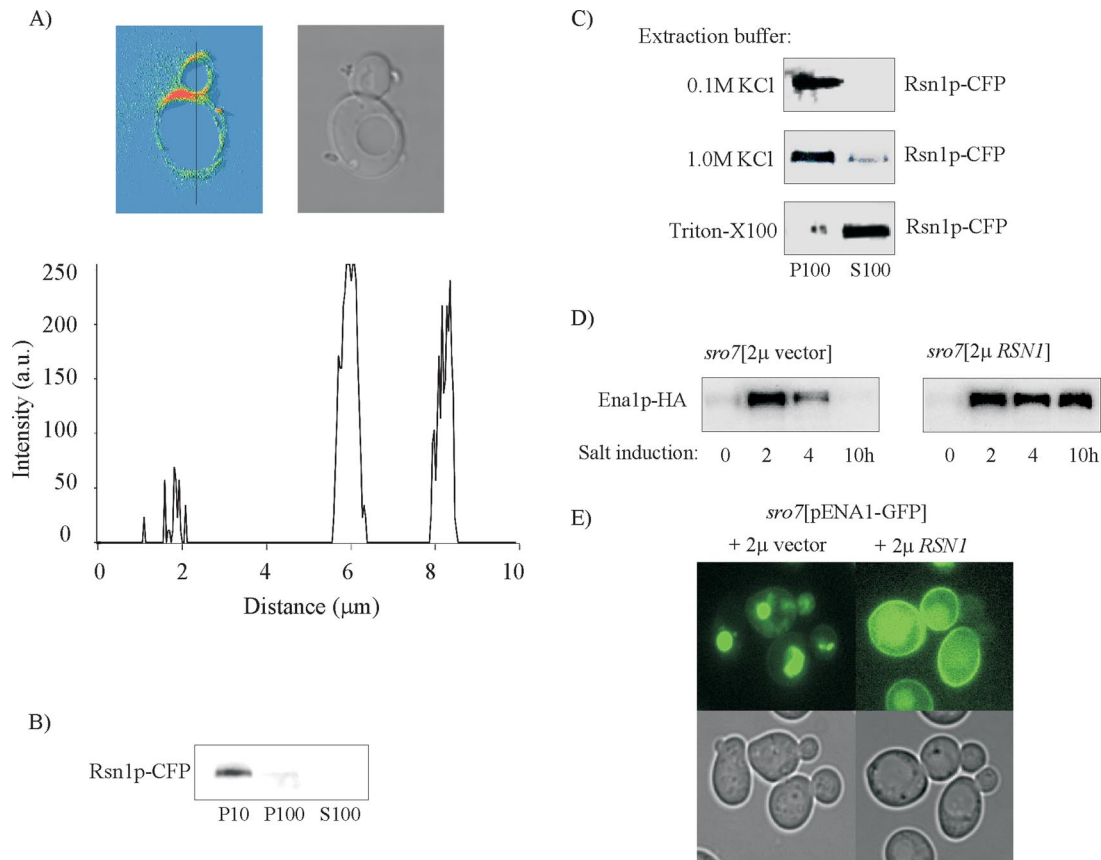 A)
250
200
150
100
50
0
Intensity (a.u.)
0 2 4 6 8 10
Distance (μm)
B)
Rsn1p-CFP
P10 P100 S100
C)
Extraction buffer:
0.1M KCl Rsn1p-CFP
1.0M KCl Rsn1p-CFP
Triton-X100 Rsn1p-CFP
P100 S100
D)
sro7[2μ vector] sro7[2μ RSN1]
Ena1p-HA
Salt induction: 0 2 4 10h 0 2 4 10h
E)
sro7[pENA1-GFP]
+ 2μ vector + 2μ RSN1